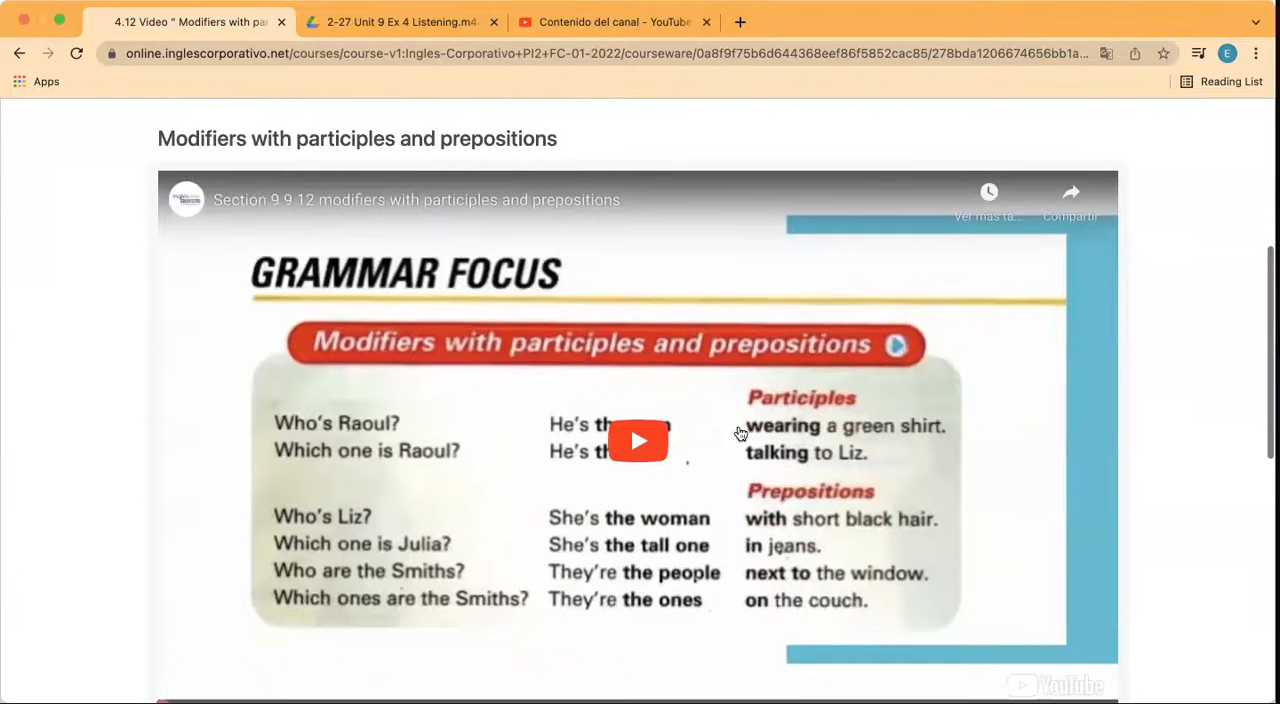 4.12 Video " Modifiers with par
2-27 Unit 9 Ex 4 Listening.m4
Contenido del canal - YouTube
online.inglescorporativo.net/courses/course-v1:Ingles-Corporativo+PI2+FC-01-2022/courseware/0a8f9f75b6d644368eef86f5852cac85/278bda1206674656bb1a...
E
Apps
Reading List
Modifiers with participles and prepositions
Section 9 9 12 modifiers with participles and prepositions
Ver más ta...
Compartir
GRAMMAR FOCUS
Modifiers with participles and prepositions
Participles
Who's Raoul? He's wearing a green shirt.
Which one is Raoul? He's talking to Liz.
Prepositions
Who's Liz? She's the woman with short black hair.
Which one is Julia? She's the tall one in jeans.
Who are the Smiths? They're the people next to the window.
Which ones are the Smiths? They're the ones on the couch.
YouTube